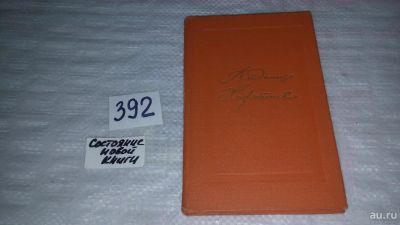 392
Состояние
новой
книги
au.ru